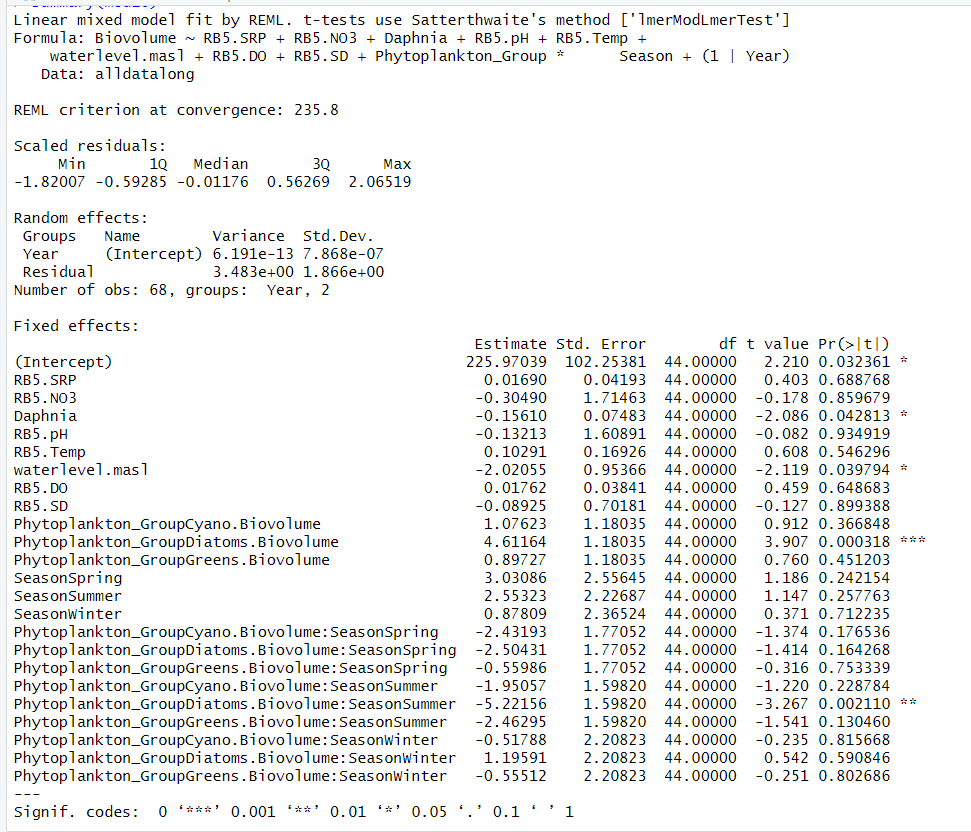 Linear mixed model fit by REML. t-tests use Satterthwaite's method ['lmerModLmerTest']
Formula: Biovolume ~ RB5.SRP + RB5.NO3 + Daphnia + RB5.pH + RB5.Temp +
    waterlevel.masl + RB5.DO + RB5.SD + Phytoplankton_Group *      Season + (1 | Year)
   Data: alldatalong

REML criterion at convergence: 235.8

Scaled residuals:
     Min       1Q   Median       3Q      Max
-1.82007 -0.59285 -0.01176  0.56269  2.06519

Random effects:
 Groups   Name        Variance  Std.Dev.
 Year     (Intercept) 6.191e-13 7.868e-07
 Residual             3.483e+00 1.866e+00
Number of obs: 68, groups:  Year, 2

Fixed effects:
                                                   Estimate Std. Error        df t value Pr(>|t|)
(Intercept)                                       225.97039  102.25381  44.00000   2.210 0.032361 *
RB5.SRP                                             0.01690    0.04193  44.00000   0.403 0.688768
RB5.NO3                                            -0.30490    1.71463  44.00000  -0.178 0.859679
Daphnia                                            -0.15610    0.07483  44.00000  -2.086 0.042813 *
RB5.pH                                             -0.13213    1.60891  44.00000  -0.082 0.934919
RB5.Temp                                            0.10291    0.16926  44.00000   0.608 0.546296
waterlevel.masl                                    -2.02055    0.95366  44.00000  -2.119 0.039794 *
RB5.DO                                              0.01762    0.03841  44.00000   0.459 0.648683
RB5.SD                                             -0.08925    0.70181  44.00000  -0.127 0.899388
Phytoplankton_GroupCyano.Biovolume                  1.07623    1.18035  44.00000   0.912 0.366848
Phytoplankton_GroupDiatoms.Biovolume                4.61164    1.18035  44.00000   3.907 0.000318 ***
Phytoplankton_GroupGreens.Biovolume                 0.89727    1.18035  44.00000   0.760 0.451203
SeasonSpring                                        3.03086    2.55645  44.00000   1.186 0.242154
SeasonSummer                                        2.55323    2.22687  44.00000   1.147 0.257763
SeasonWinter                                        0.87809    2.36524  44.00000   0.371 0.712235
Phytoplankton_GroupCyano.Biovolume:SeasonSpring    -2.43193    1.77052  44.00000  -1.374 0.176536
Phytoplankton_GroupDiatoms.Biovolume:SeasonSpring  -2.50431    1.77052  44.00000  -1.414 0.164268
Phytoplankton_GroupGreens.Biovolume:SeasonSpring   -0.55986    1.77052  44.00000  -0.316 0.753339
Phytoplankton_GroupCyano.Biovolume:SeasonSummer    -1.95057    1.59820  44.00000  -1.220 0.228784
Phytoplankton_GroupDiatoms.Biovolume:SeasonSummer  -5.22156    1.59820  44.00000  -3.267 0.002110 **
Phytoplankton_GroupGreens.Biovolume:SeasonSummer   -2.46295    1.59820  44.00000  -1.541 0.130460
Phytoplankton_GroupCyano.Biovolume:SeasonWinter    -0.51788    2.20823  44.00000  -0.235 0.815668
Phytoplankton_GroupDiatoms.Biovolume:SeasonWinter   1.19591    2.20823  44.00000   0.542 0.590846
Phytoplankton_GroupGreens.Biovolume:SeasonWinter   -0.55512    2.20823  44.00000  -0.251 0.802686
---
Signif. codes:  0 ‘***’ 0.001 ‘**’ 0.01 ‘*’ 0.05 ‘.’ 0.1 ‘ ’ 1